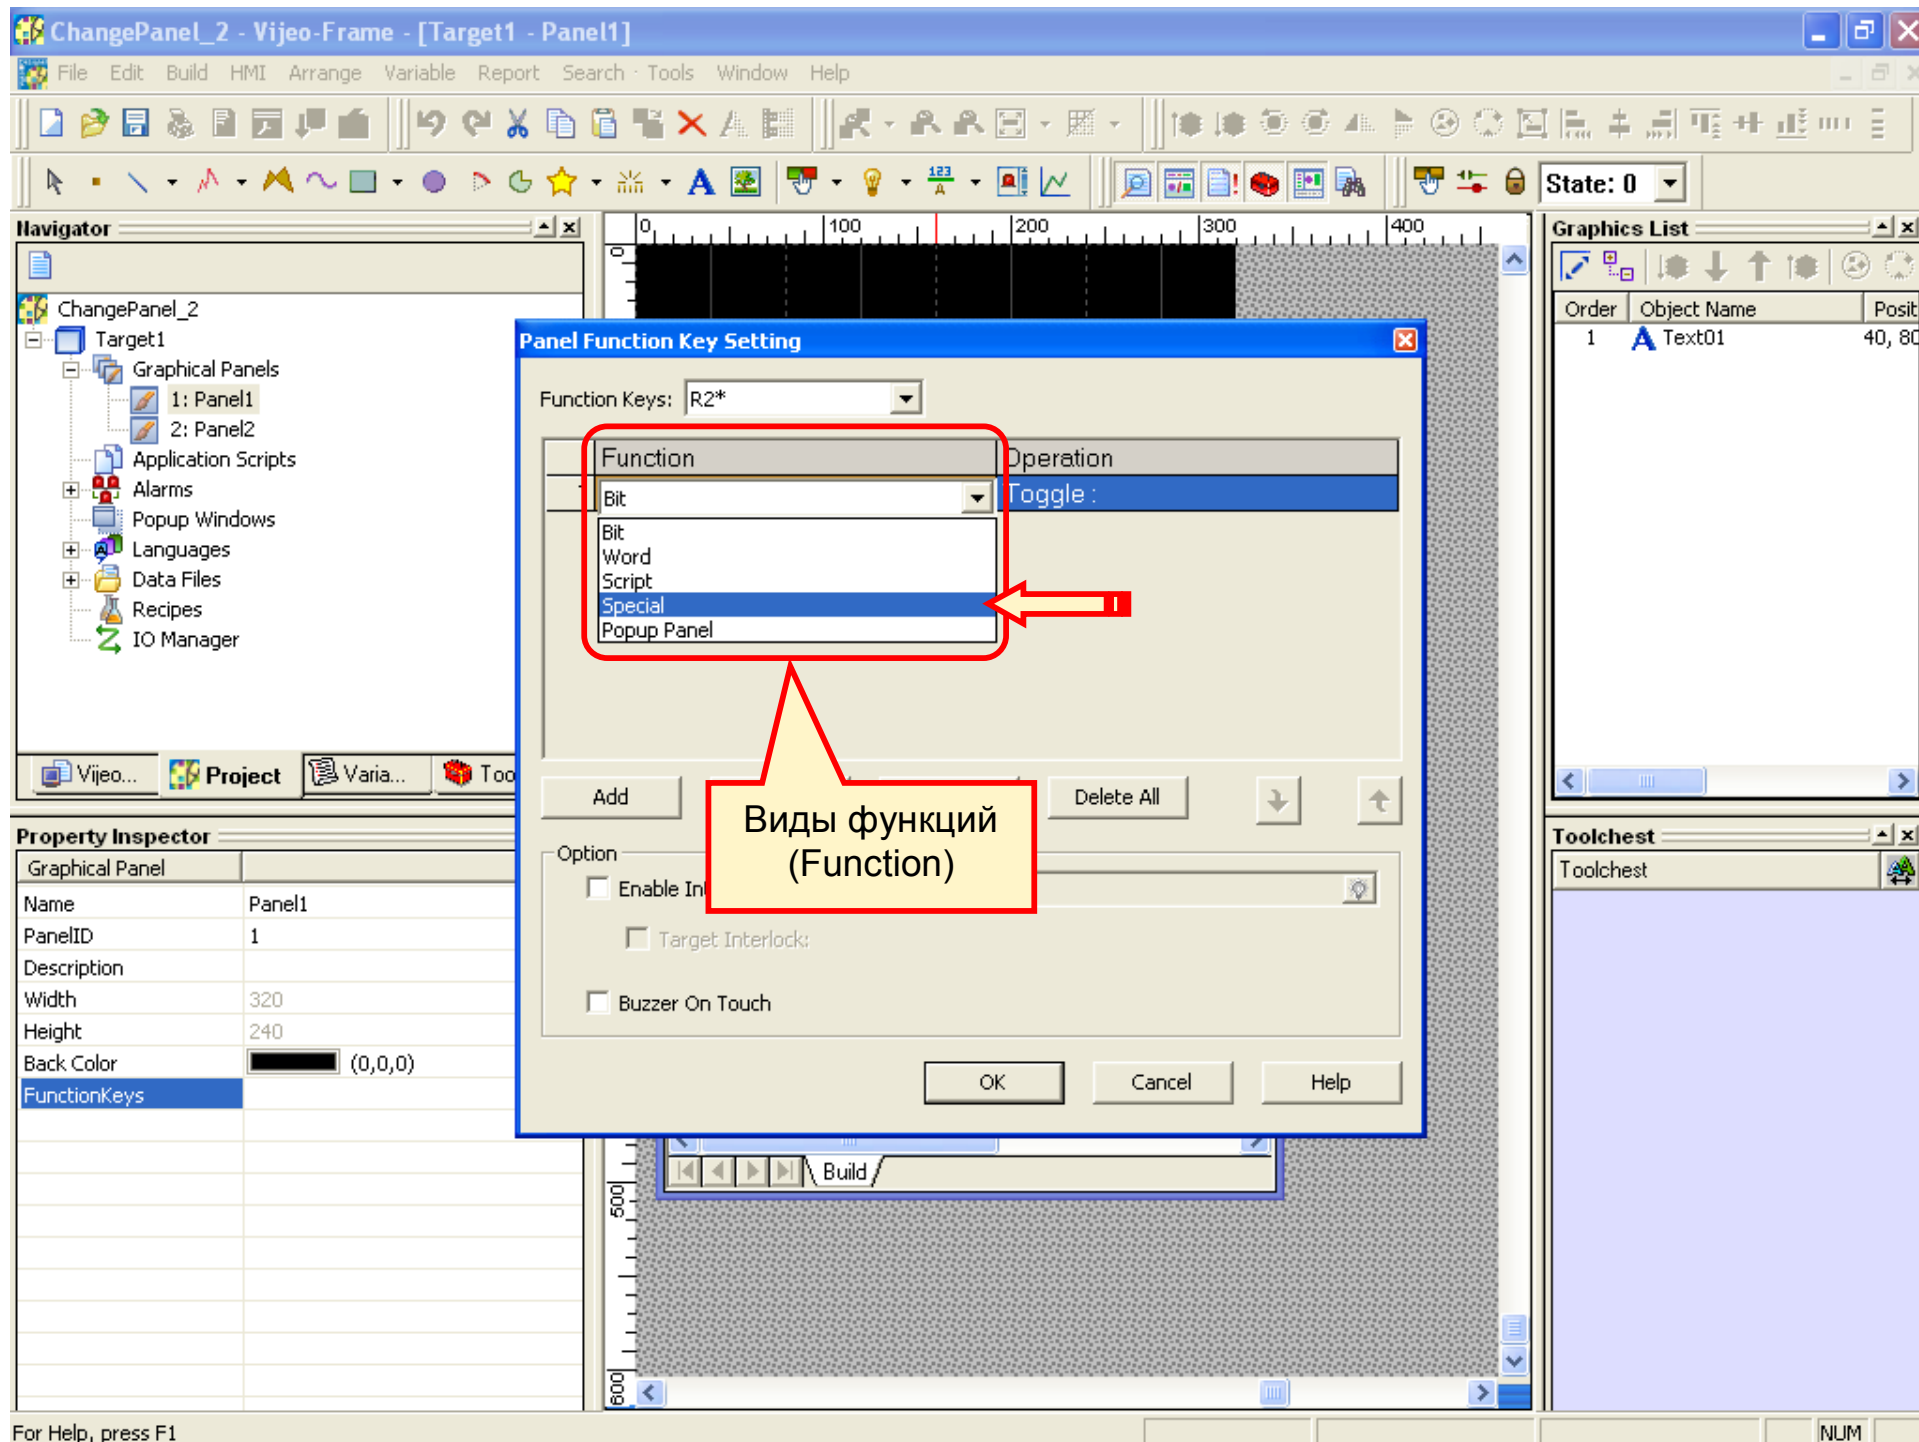 ChangePanel_2 - Vijeo-Frame - [Target1 - Panel1]
File Edit Build HMI Arrange Variable Report Search Tools Window Help
State: 0
Navigator
ChangePanel_2
Target1
Graphical Panels
1: Panel1
2: Panel2
Application Scripts
Alarms
Popup Windows
Languages
Data Files
Recipes
IO Manager
Vijeo... Project Varia... Too
Property Inspector
Graphical Panel
Name Panel1
PanelID 1
Description
Width 320
Height 240
Back Color (0,0,0)
FunctionKeys
0 100 200 300 400
0
500
600
Panel Function Key Setting
Function Keys: R2*
Function Operation
Bit Toggle :
Bit
Word
Script
Special
Popup Panel
Виды функций
(Function)
Add Delete All
Option
Enable Int
Target Interlock:
Buzzer On Touch
OK Cancel Help
Build
Graphics List
Order Object Name Posit
1 Text01 40, 80
Toolchest
Toolchest
For Help, press F1
NUM